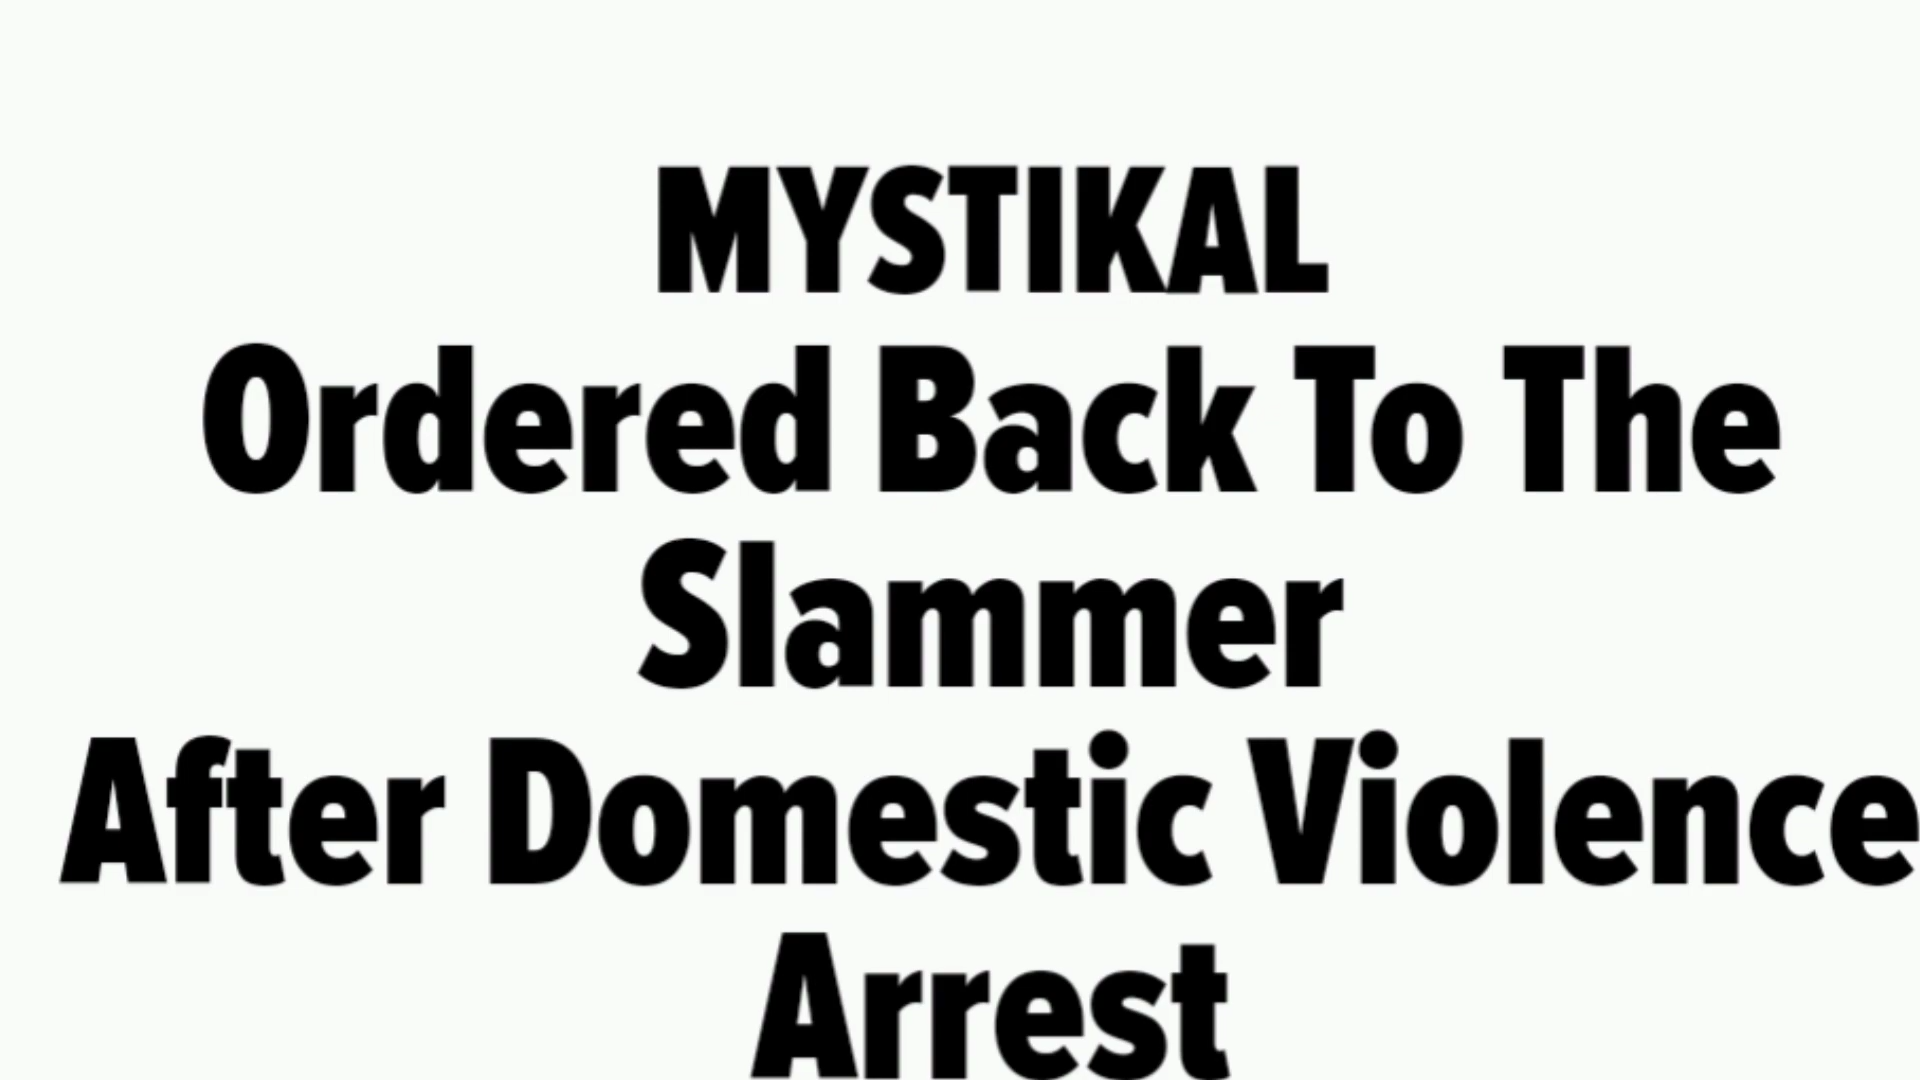 MYSTIKAL
Ordered Back To The
Slammer
After Domestic Violence
Arrest